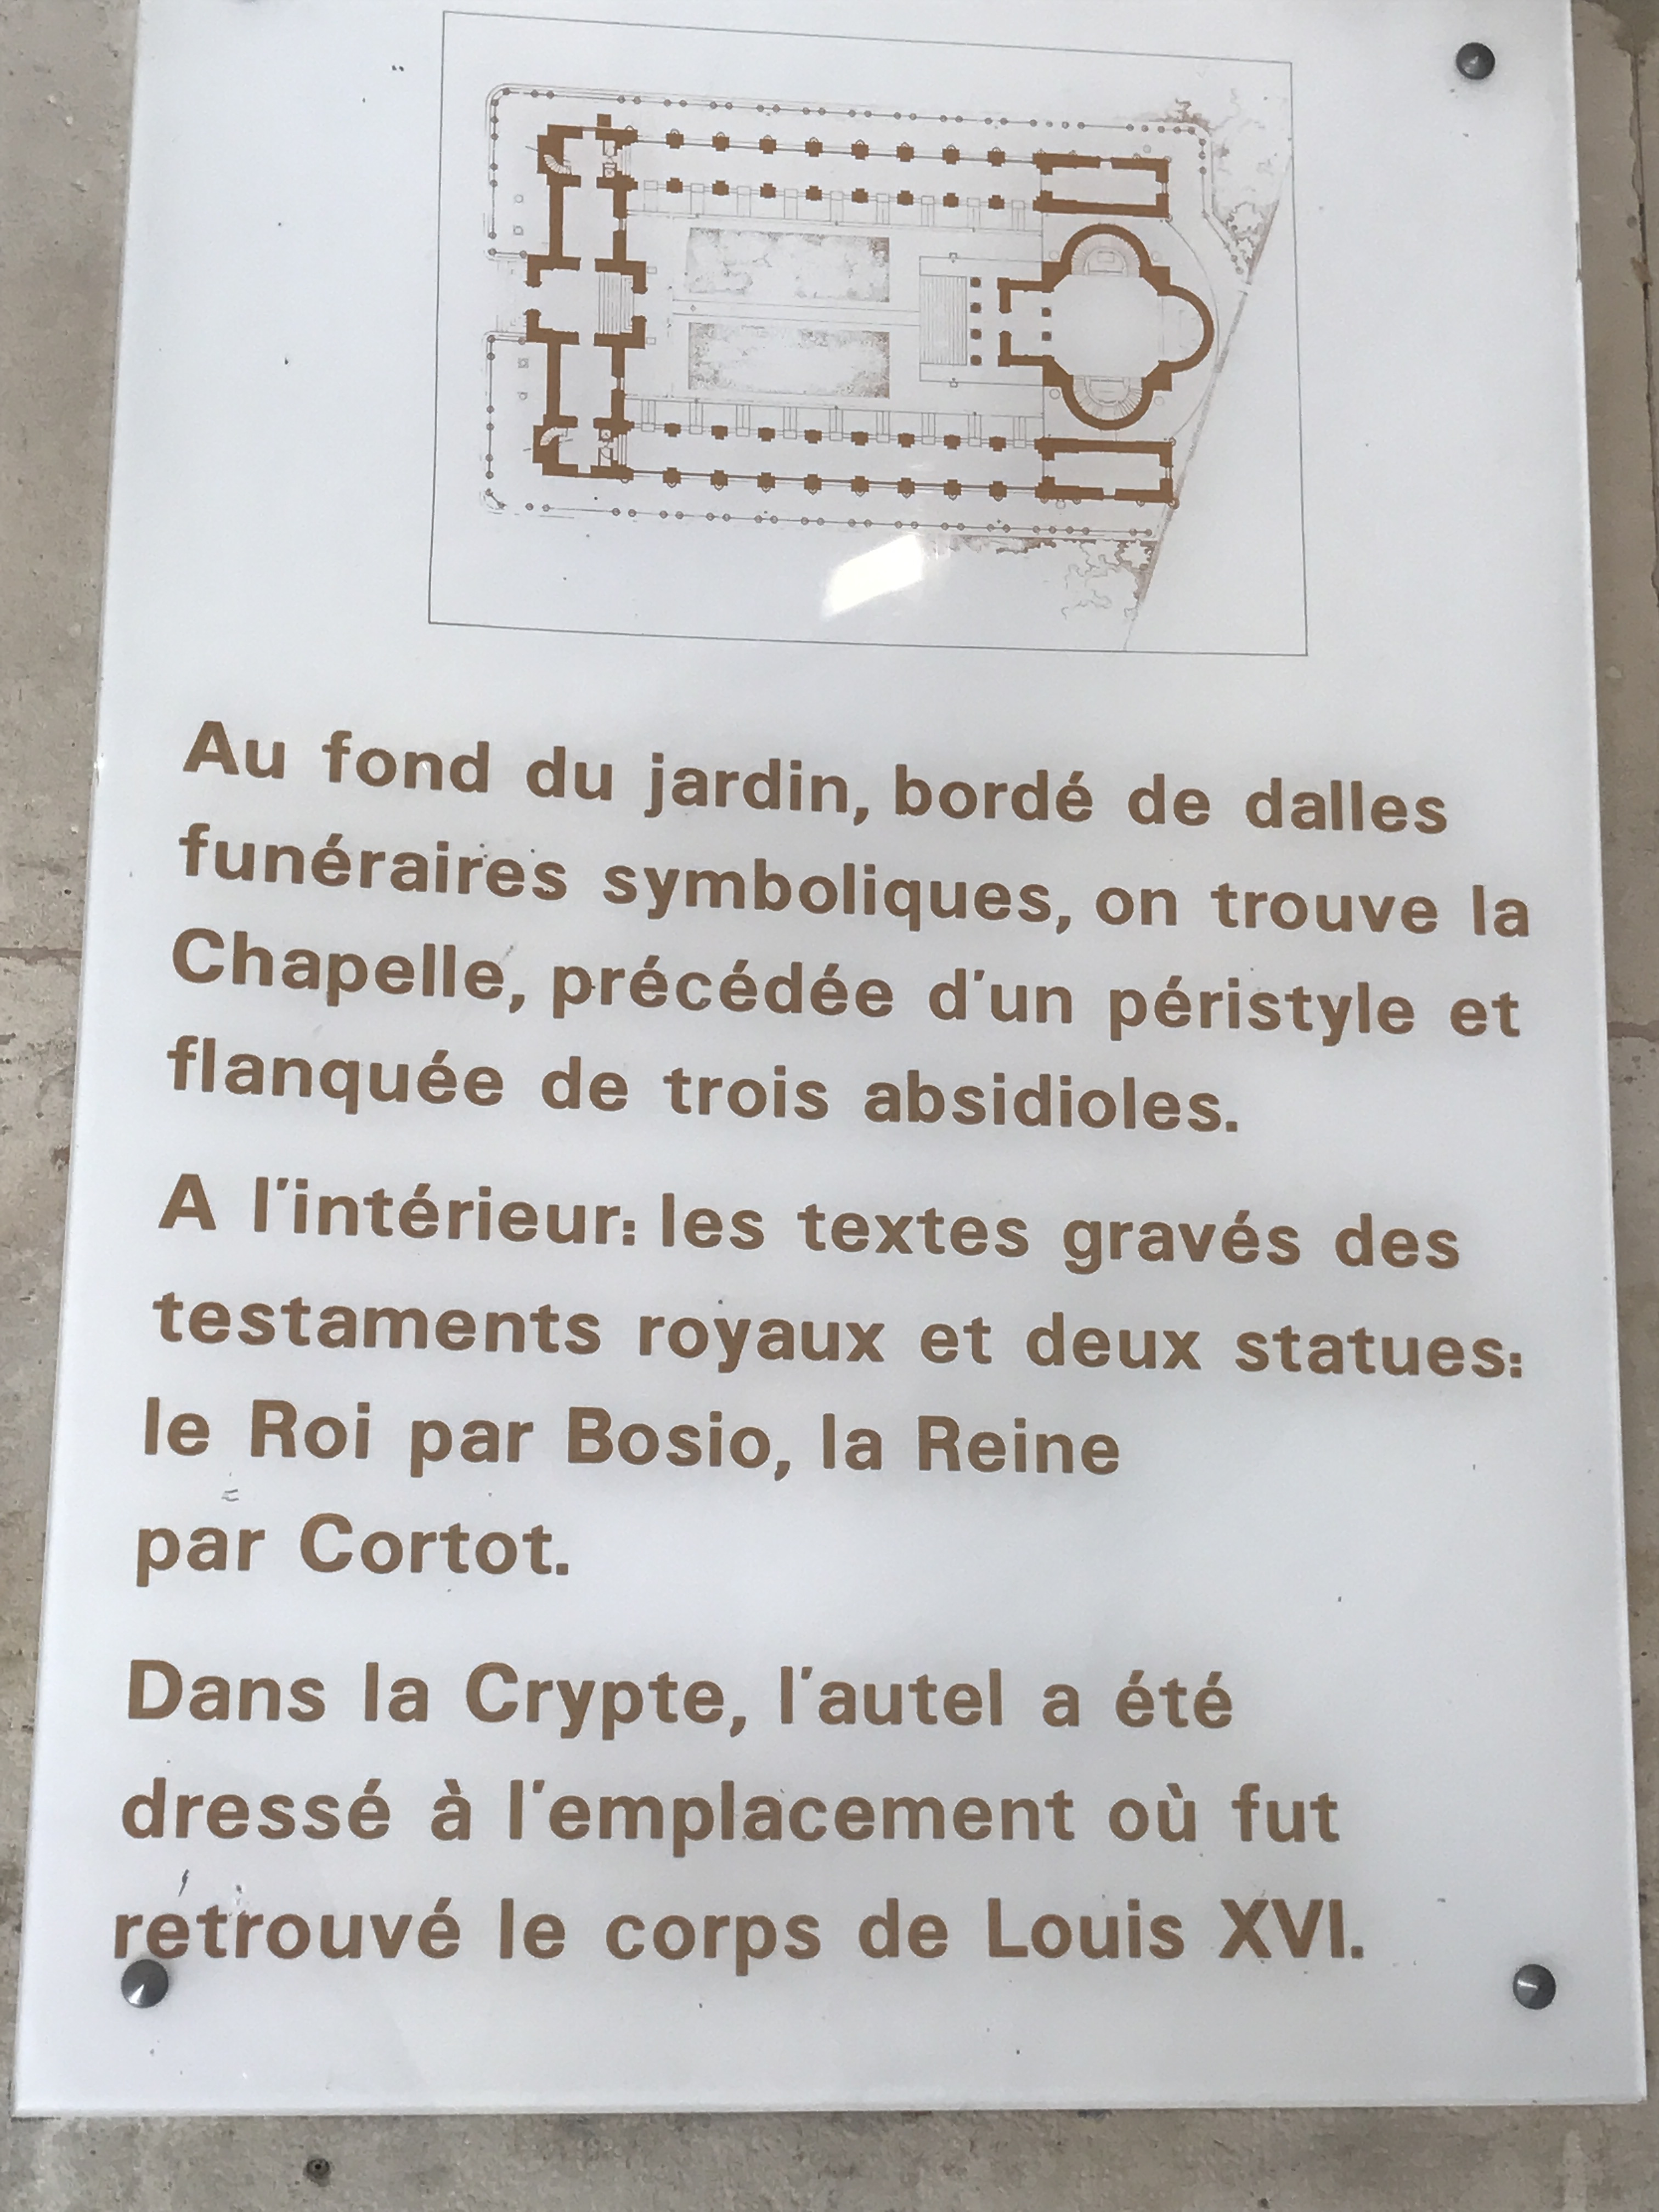 Au fond du jardin, bordé de dalles
funéraires symboliques, on trouve la
Chapelle, précédée d'un péristyle et
flanquée de trois absidioles.
A l'intérieur: les textes gravés des
testaments royaux et deux statues:
le Roi par Bosio, la Reine
par Cortot.
Dans la Crypte, l'autel a été
dressé à l'emplacement où fut
retrouvé le corps de Louis XVI.